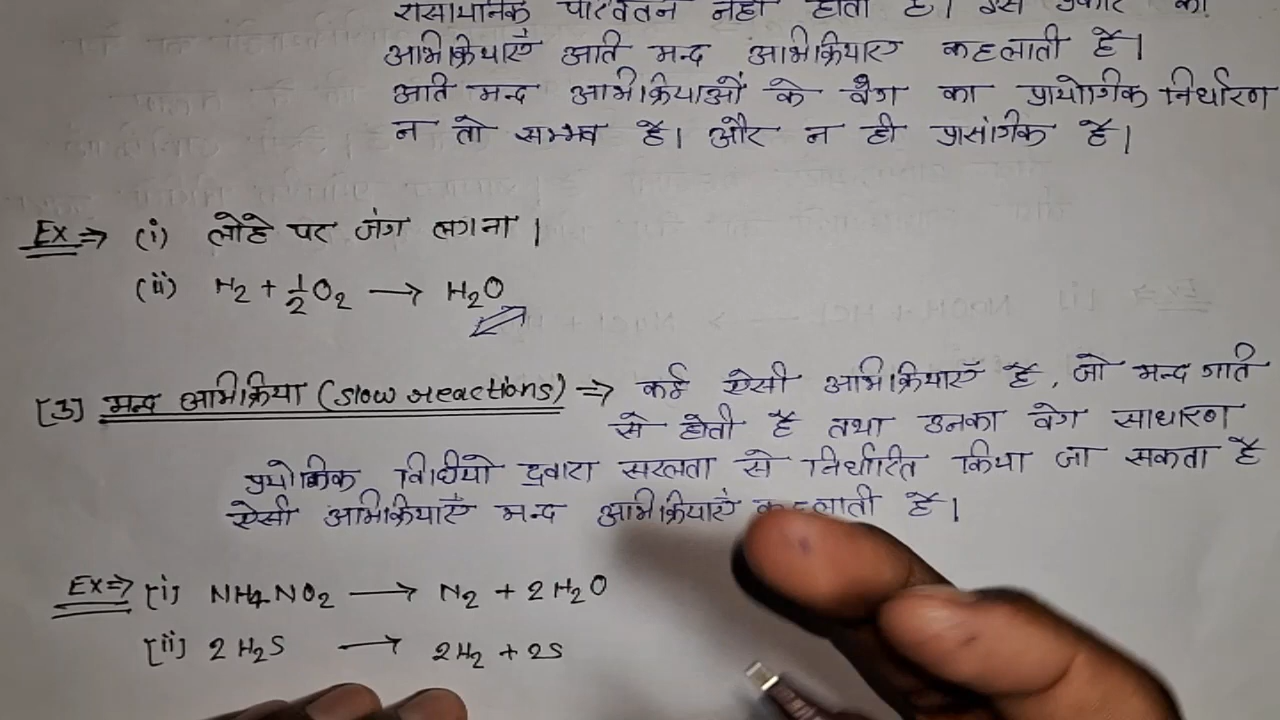 रासायनिक परिवर्तन नहीं होता है। इस प्रकार की
अभिक्रियाएँ अति मन्द अभिक्रियाए कहलाती हैं।
अति मन्द अभिक्रियाओं के वेग का प्रायोगिक निर्धारण
न तो सम्भव है। और न ही प्रासंगिक है।
Ex ⇒ (i) लोहे पर जंग लगना।
(ii) H₂ + ½O₂ ⟶ H₂O
[3] मन्द अभिक्रिया (slow reactions) ⇒ कई ऐसी अभिक्रियाएँ है, जो मन्द गति
से होती है तथा उनका वेग साधारण
प्रयोगिक विधियो द्वारा सरलता से निर्धारित किया जा सकता है
ऐसी अभिक्रियाएँ मन्द अभिक्रियाएँ कहलाती है।
Ex ⇒ [i] NH₄NO₂ ⟶ N₂ + 2H₂O
[ii] 2H₂S ⟶ 2H₂ + 2S